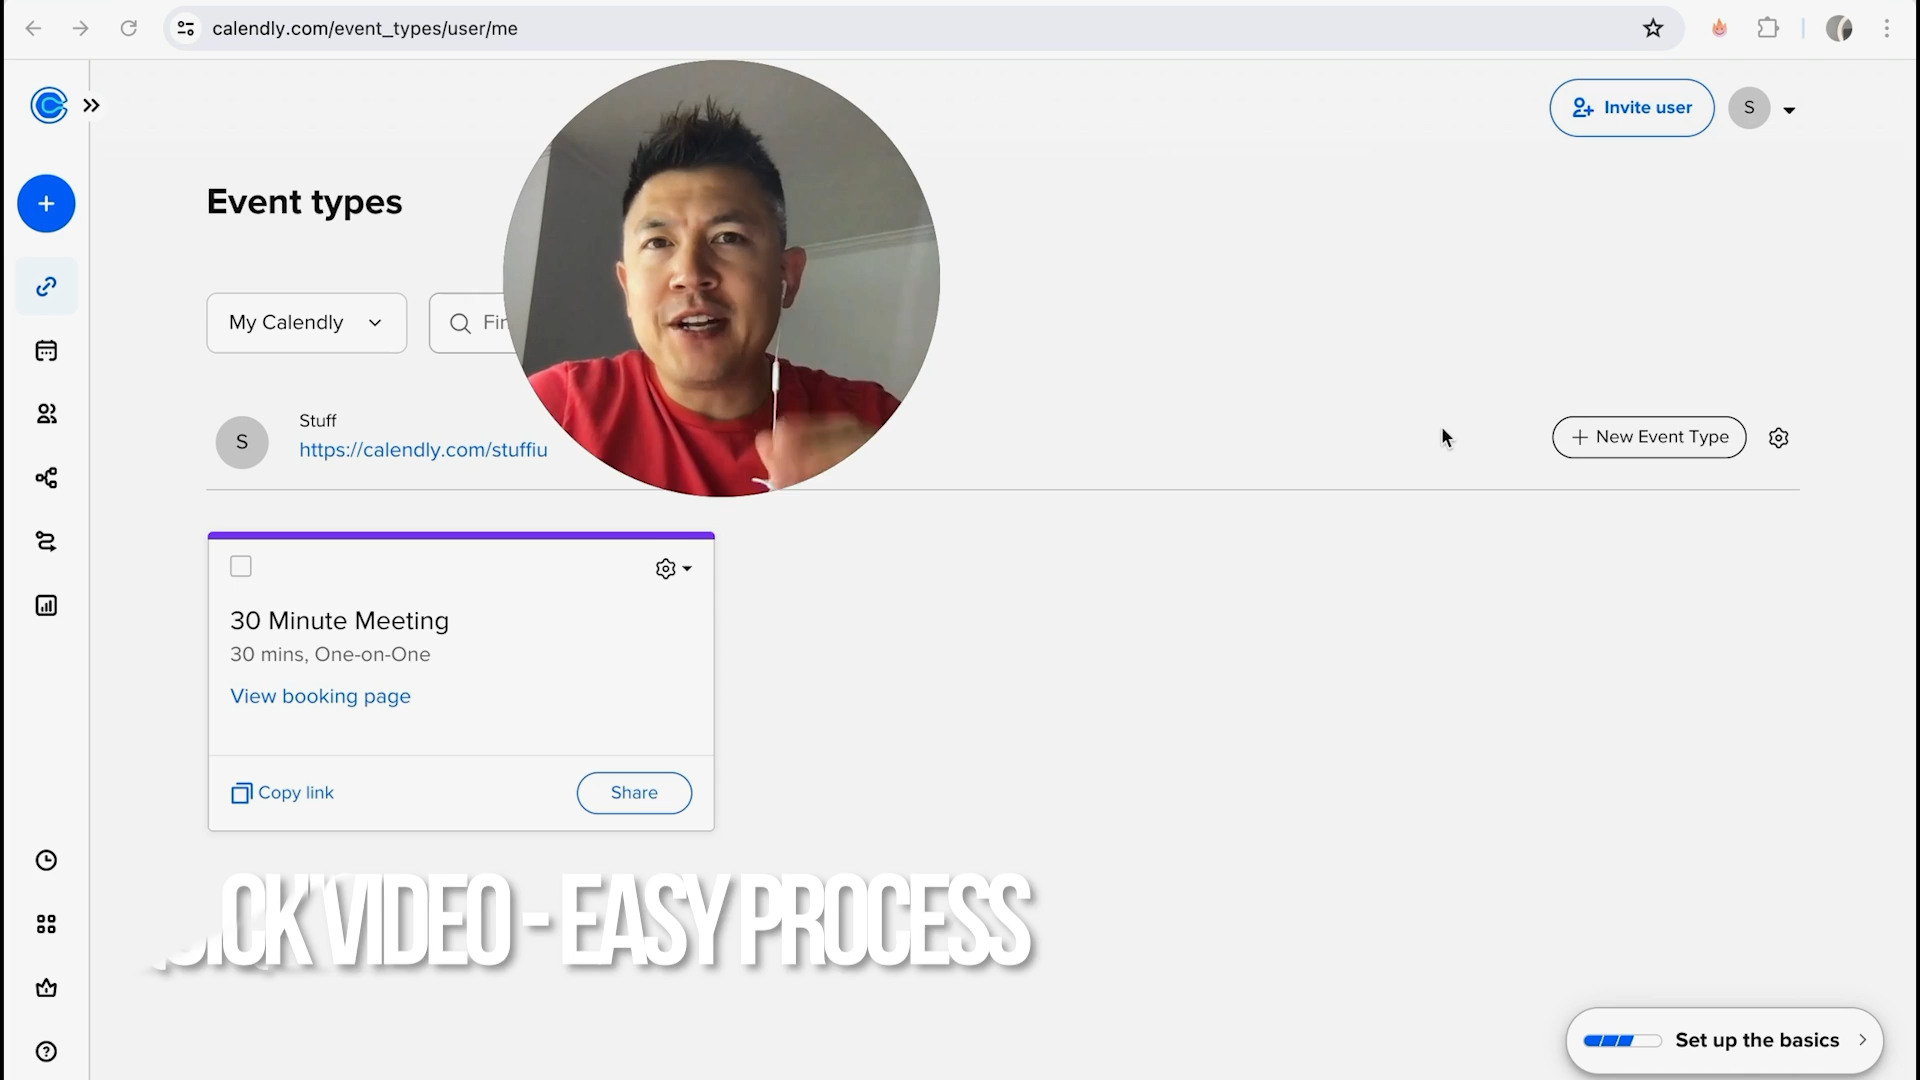 calendly.com/event_types/user/me
Invite user
S
Event types
My Calendly
S
Stuff
https://calendly.com/stuffiu
New Event Type
30 Minute Meeting
30 mins, One-on-One
View booking page
Copy link
Share
VIDEO - EASY PROCESS
Set up the basics